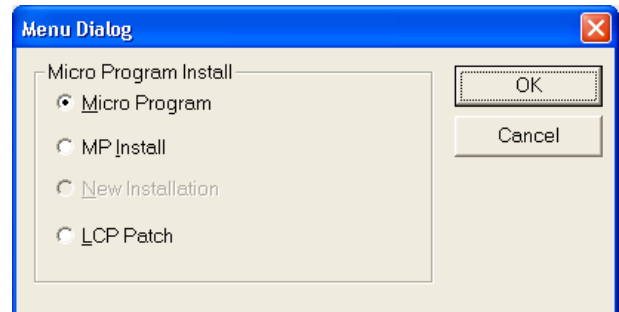 Menu Dialog
Micro Program Install
Micro Program
MP Install
New Installation
LCP Patch
OK
Cancel